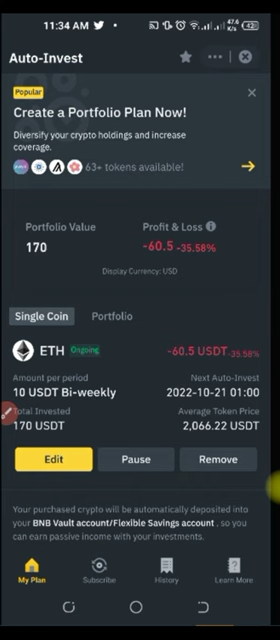 11:34 AM
47.6 K/s 42
Auto-Invest
Popular
Create a Portfolio Plan Now!
Diversify your crypto holdings and increase
coverage.
63+ tokens available!
Portfolio Value
Profit & Loss
170
-60.5 -35.58%
Display Currency: USD
Single Coin
Portfolio
ETH Ongoing
-60.5 USDT -35.58%
Amount per period
Next Auto-Invest
10 USDT Bi-weekly
2022-10-21 01:00
Total Invested
Average Token Price
170 USDT
2,066.22 USDT
Edit
Pause
Remove
Your purchased crypto will be automatically deposited into
your BNB Vault account/Flexible Savings account , so you
can earn passive income with your investments.
My Plan
Subscribe
History
Learn More